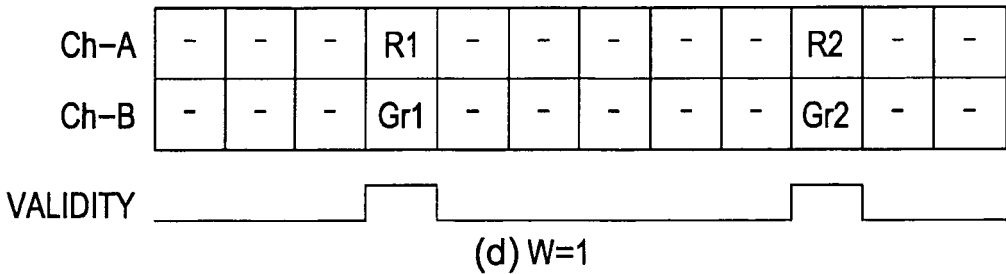 Ch-A - - - R1 - - - - - R2 - -
Ch-B - - - Gr1 - - - - - Gr2 - -
VALIDITY
(d) W=1